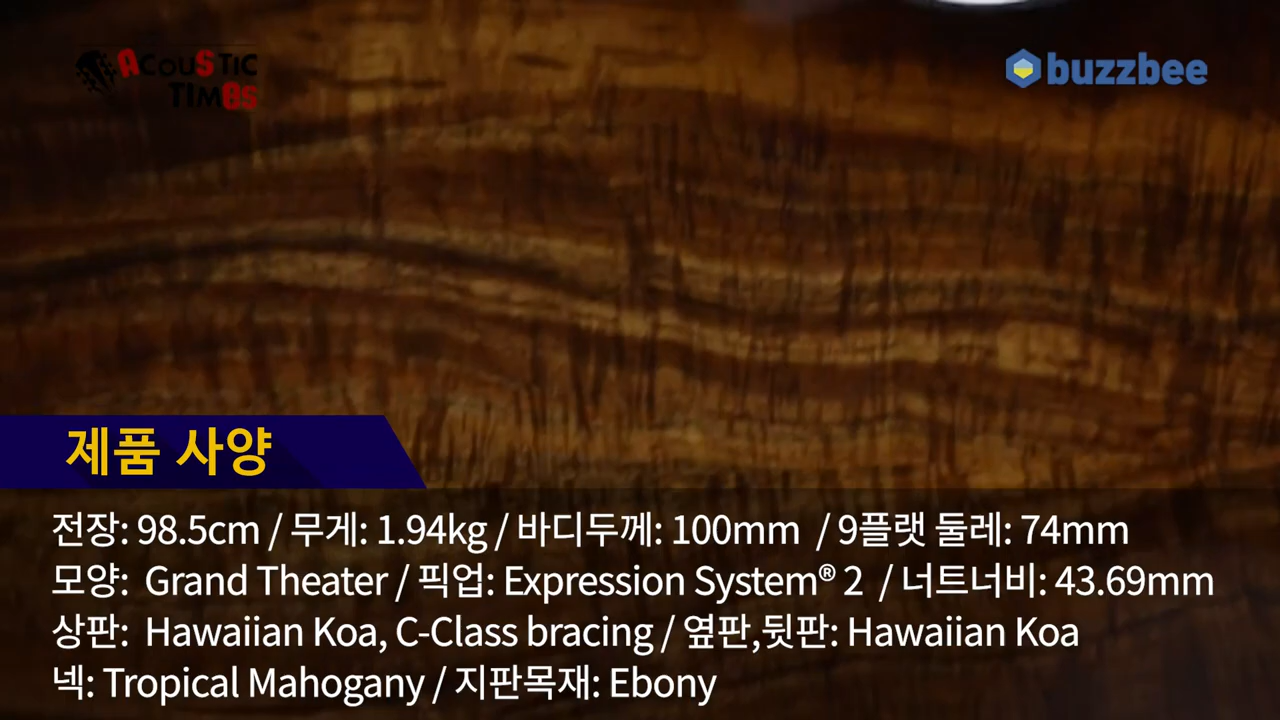 ACOUSTIC
TIMES
buzzbee
제품 사양
전장: 98.5cm / 무게: 1.94kg / 바디두께: 100mm / 9플랫 둘레: 74mm
모양: Grand Theater / 픽업: Expression System® 2 / 너트너비: 43.69mm
상판: Hawaiian Koa, C-Class bracing / 옆판,뒷판: Hawaiian Koa
넥: Tropical Mahogany / 지판목재: Ebony